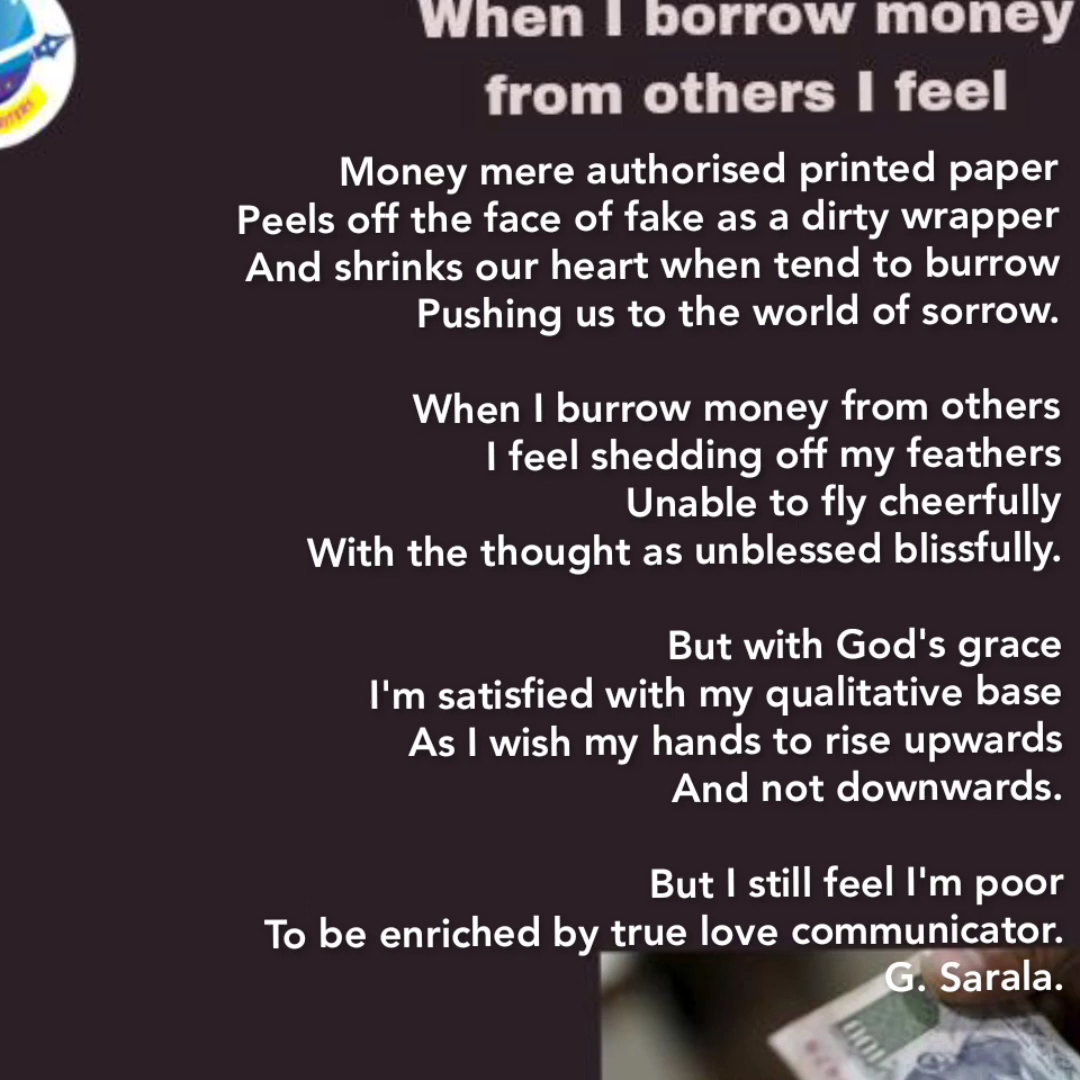 When I borrow money
from others I feel
Money mere authorised printed paper
Peels off the face of fake as a dirty wrapper
And shrinks our heart when tend to burrow
Pushing us to the world of sorrow.
When I burrow money from others
I feel shedding off my feathers
Unable to fly cheerfully
With the thought as unblessed blissfully.
But with God's grace
I'm satisfied with my qualitative base
As I wish my hands to rise upwards
And not downwards.
But I still feel I'm poor
To be enriched by true love communicator.
G. Sarala.